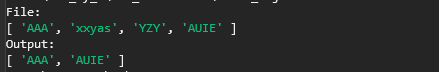 File:
[ 'AAA', 'xxyas', 'YZY', 'AUIE' ]
Output:
[ 'AAA', 'AUIE' ]